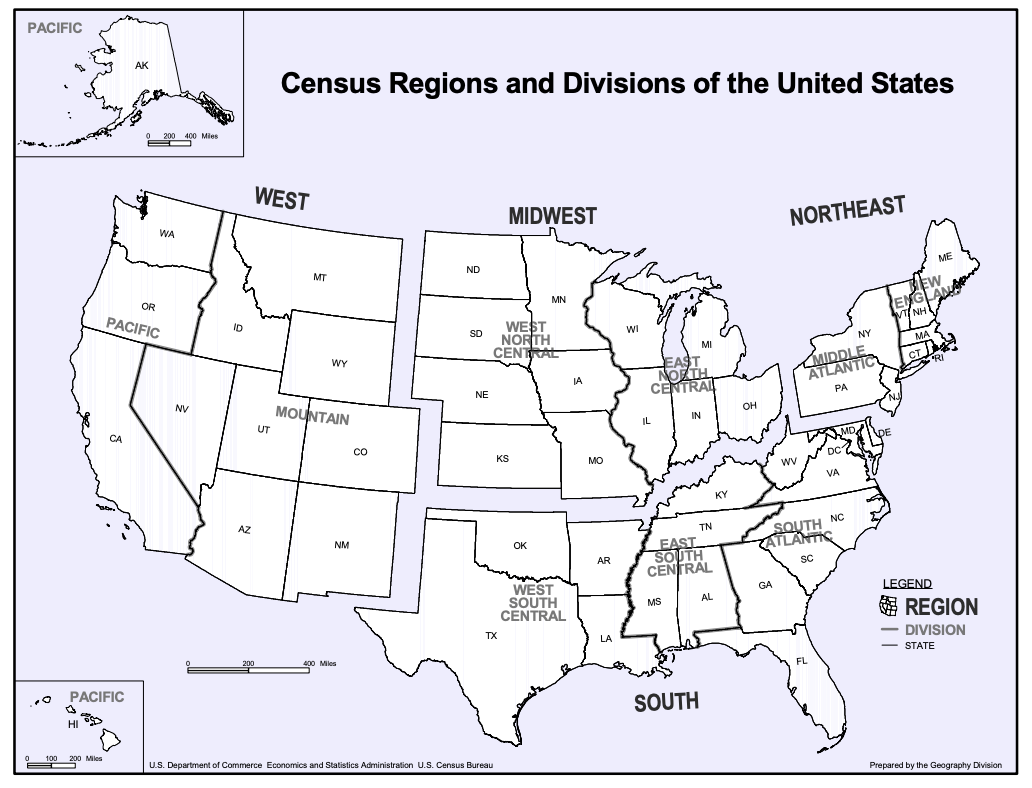 PACIFIC
AK
0 200 400 Miles
Census Regions and Divisions of the United States
WEST
MIDWEST
NORTHEAST
WA
MT
ND
MN
ME
OR
ID
SD
WI
MI
NY
VT
NH
NEW
ENGLAND
PACIFIC
WY
WEST
NORTH
CENTRAL
EAST
NORTH
CENTRAL
MIDDLE
ATLANTIC
MA
CT
RI
NV
NE
IA
PA
NJ
CA
UT
MOUNTAIN
CO
KS
MO
IL
IN
OH
WV
MD
DE
DC
VA
KY
AZ
NM
OK
AR
TN
NC
SOUTH
ATLANTIC
EAST
SOUTH
CENTRAL
SC
WEST
SOUTH
CENTRAL
MS
AL
GA
TX
LA
FL
LEGEND
REGION
DIVISION
STATE
0 200 400 Miles
SOUTH
PACIFIC
HI
0 100 200 Miles
U.S. Department of Commerce Economics and Statistics Administration U.S. Census Bureau
Prepared by the Geography Division